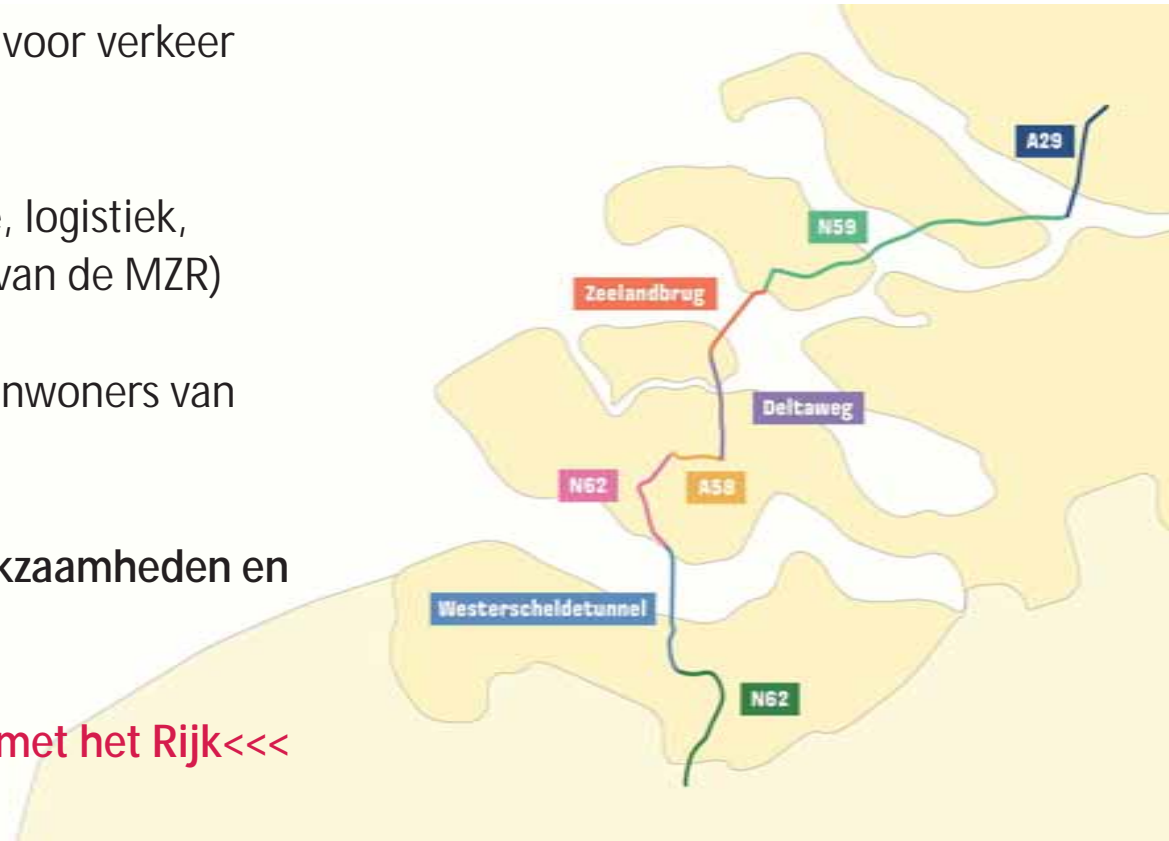 voor verkeer
, logistiek,
van de MZR)
nwoners van
kzaamheden en
met het Rijk<<<
A29
N59
Zeelandbrug
Deltaweg
N62
A58
Westerscheldetunnel
N62